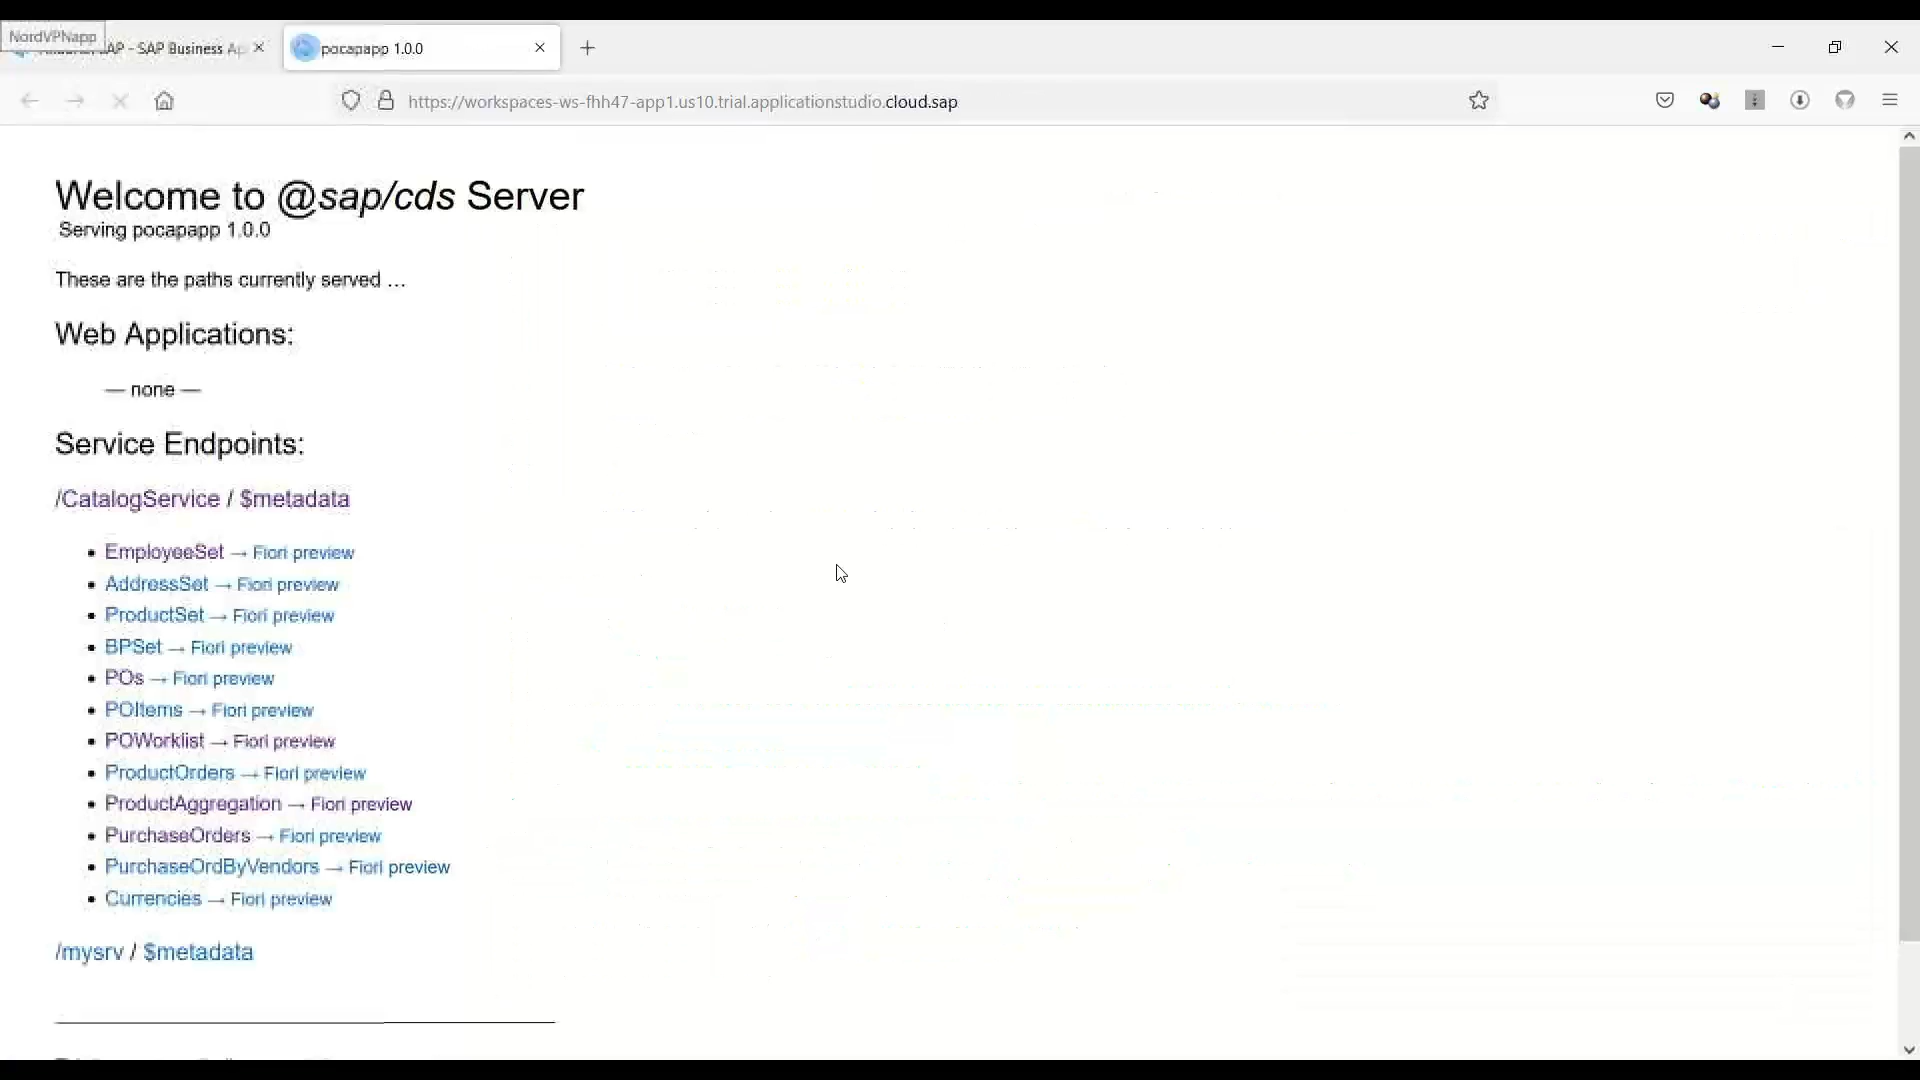 NordVPNapp
AP - SAP Business Ap
pocapapp 1.0.0
https://workspaces-ws-fhh47-app1.us10.trial.applicationstudio.cloud.sap
Welcome to @sap/cds Server
Serving pocapapp 1.0.0
These are the paths currently served …
Web Applications:
— none —
Service Endpoints:
/CatalogService / $metadata
• EmployeeSet → Fiori preview
• AddressSet → Fiori preview
• ProductSet → Fiori preview
• BPSet → Fiori preview
• POs → Fiori preview
• POItems → Fiori preview
• POWorklist → Fiori preview
• ProductOrders → Fiori preview
• ProductAggregation → Fiori preview
• PurchaseOrders → Fiori preview
• PurchaseOrdByVendors → Fiori preview
• Currencies → Fiori preview
/mysrv / $metadata